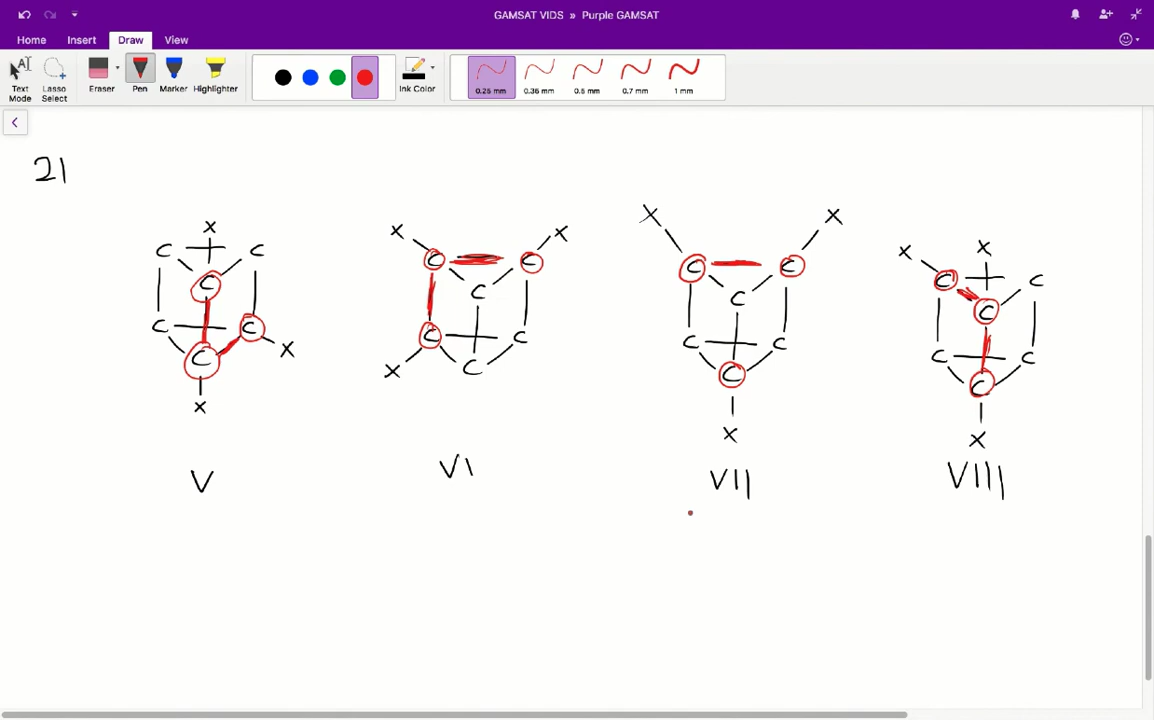 GAMSAT VIDS » Purple GAMSAT
Home Insert Draw View
Text Mode
Lasso Select
Eraser
Pen
Marker
Highlighter
Ink Color
0.25 mm
0.35 mm
0.5 mm
0.7 mm
1 mm
21
X
C C
C
C C
C X
X
V
X X
C C
C
C C
X C
VI
X X
C C
C
C C
C
X
VII
X X
C C
C
C C
C
X
VIII